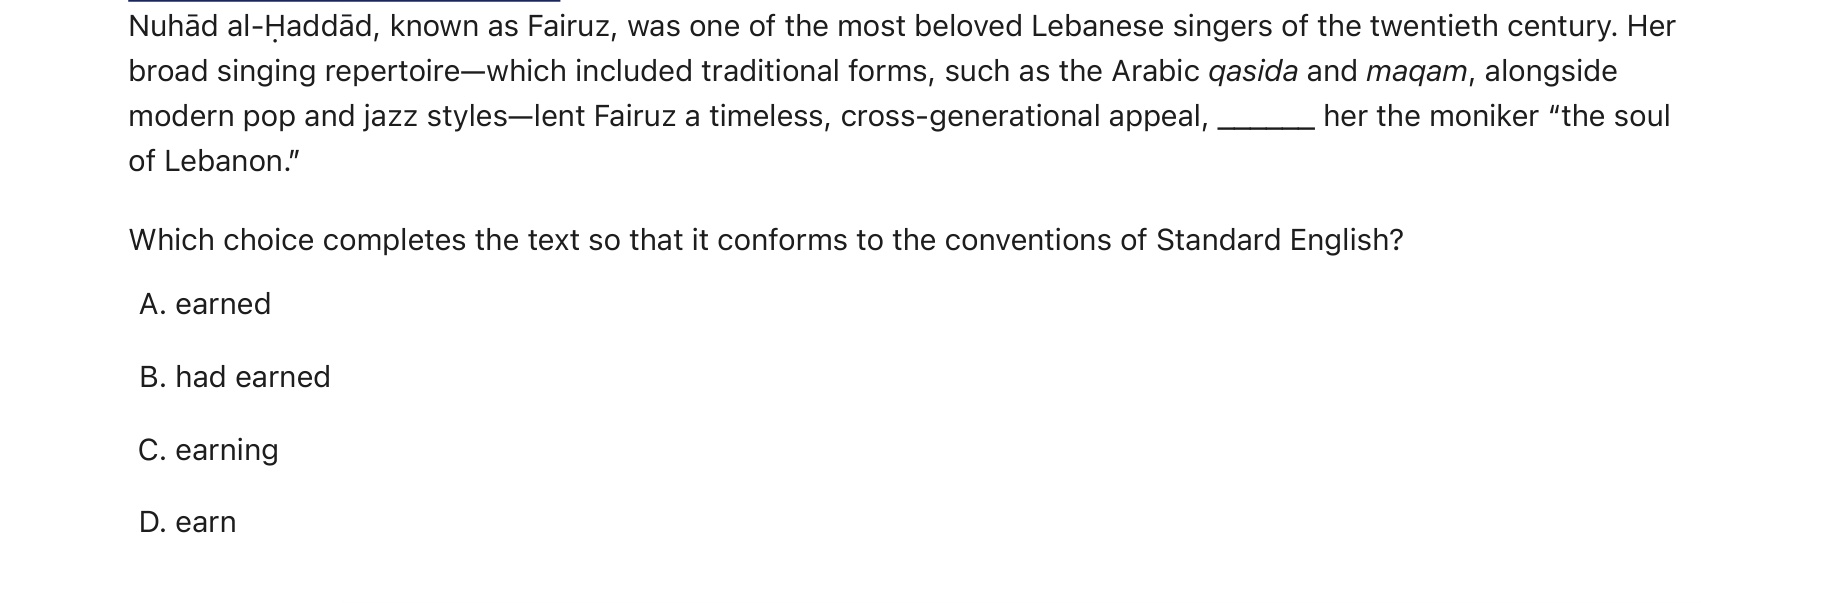 Nuhād al-Ḥaddād, known as Fairuz, was one of the most beloved Lebanese singers of the twentieth century. Her
broad singing repertoire—which included traditional forms, such as the Arabic qasida and maqam, alongside
modern pop and jazz styles—lent Fairuz a timeless, cross-generational appeal, ______ her the moniker “the soul
of Lebanon.”
Which choice completes the text so that it conforms to the conventions of Standard English?
A. earned
B. had earned
C. earning
D. earn